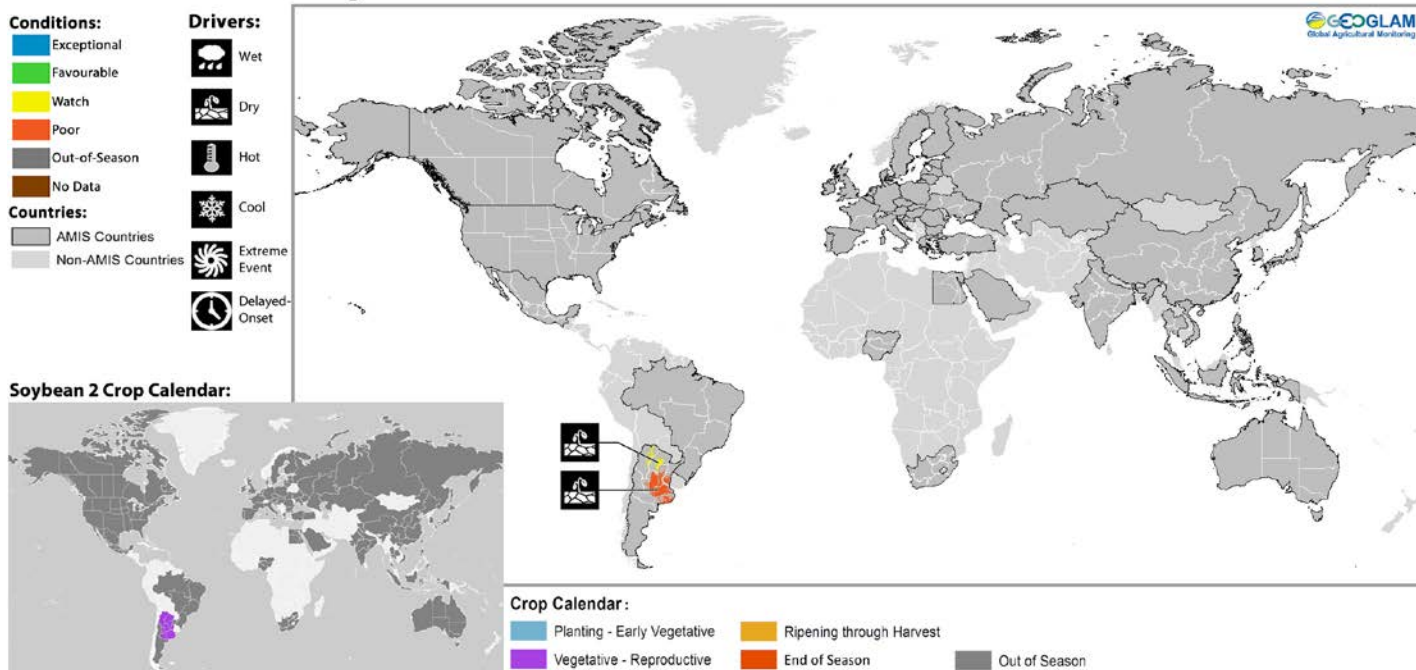 Conditions:
Exceptional
Favourable
Watch
Poor
Out-of-Season
No Data
Countries:
AMIS Countries
Non-AMIS Countries
Drivers:
Wet
Dry
Hot
Cool
Extreme
Event
Delayed-
Onset
GEOGLAM
Global Agricultural Monitoring
Soybean 2 Crop Calendar:
Crop Calendar :
Planting - Early Vegetative
Ripening through Harvest
Vegetative - Reproductive
End of Season
Out of Season